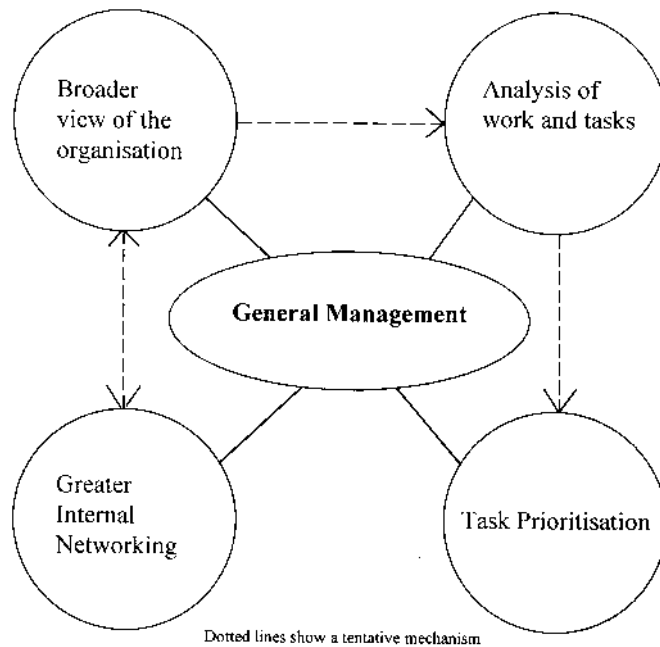 Broader
view of the
organisation
Analysis of
work and tasks
General Management
Greater
Internal
Networking
Task Prioritisation
Dotted lines show a tentative mechanism